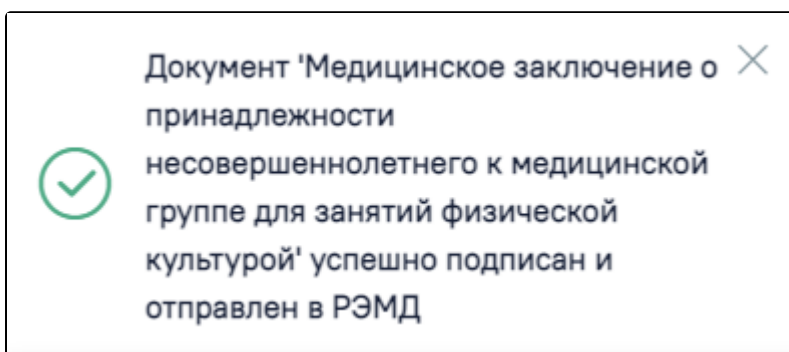 Документ 'Медицинское заключение о
принадлежности
несовершеннолетнего к медицинской
группе для занятий физической
культурой' успешно подписан и
отправлен в РЭМД